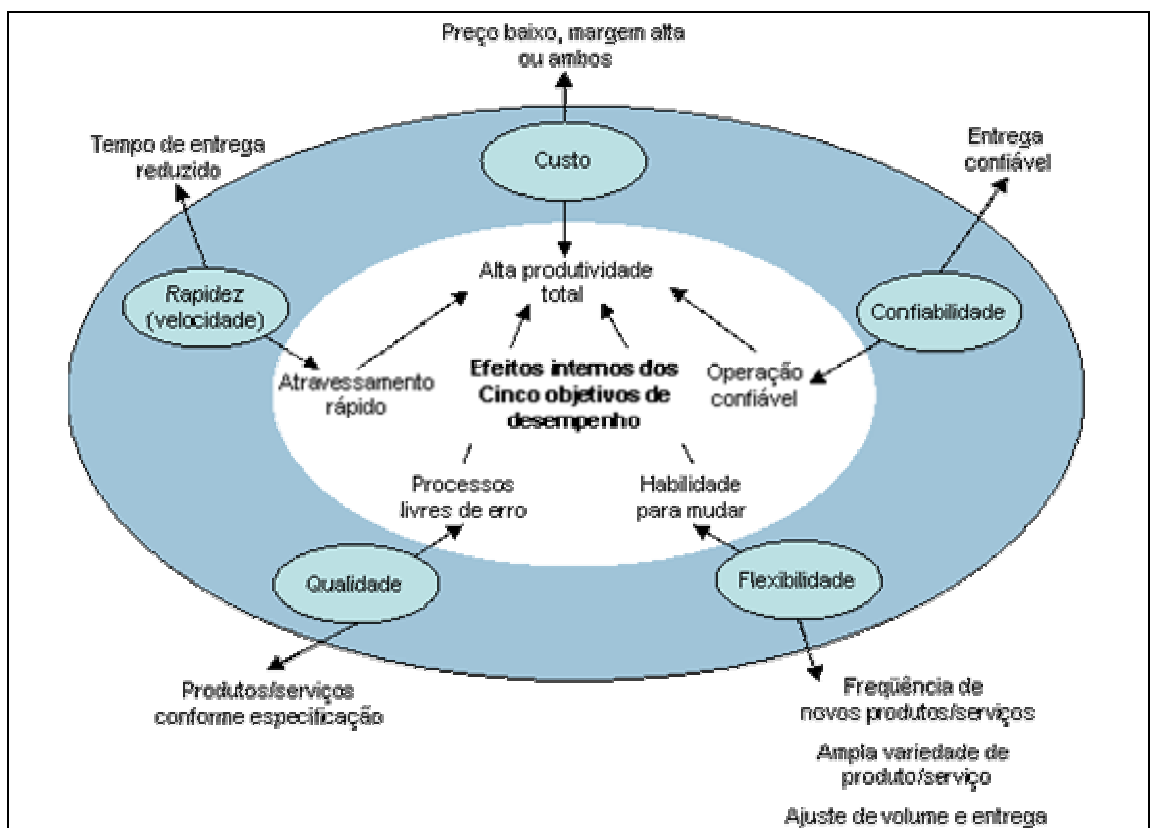 Preço baixo, margem alta
ou ambos
Custo
Tempo de entrega
reduzido
Entrega
confiável
Rapidez
(velocidade)
Confiabilidade
Alta produtividade
total
Efeitos internos dos
Cinco objetivos de
desempenho
Atravessamento
rápido
Operação
confiável
Processos
livres de erro
Habilidade
para mudar
Qualidade
Flexibilidade
Produtos/serviços
conforme especificação
Freqüência de
novos produtos/serviços
Ampla variedade de
produto/serviço
Ajuste de volume e entrega